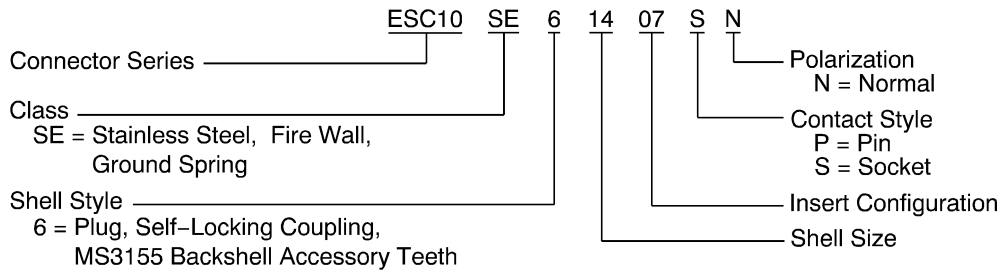 ESC10 SE 6 14 07 S N
Connector Series
Class
SE = Stainless Steel, Fire Wall,
Ground Spring
Shell Style
6 = Plug, Self-Locking Coupling,
MS3155 Backshell Accessory Teeth
Polarization
N = Normal
Contact Style
P = Pin
S = Socket
Insert Configuration
Shell Size